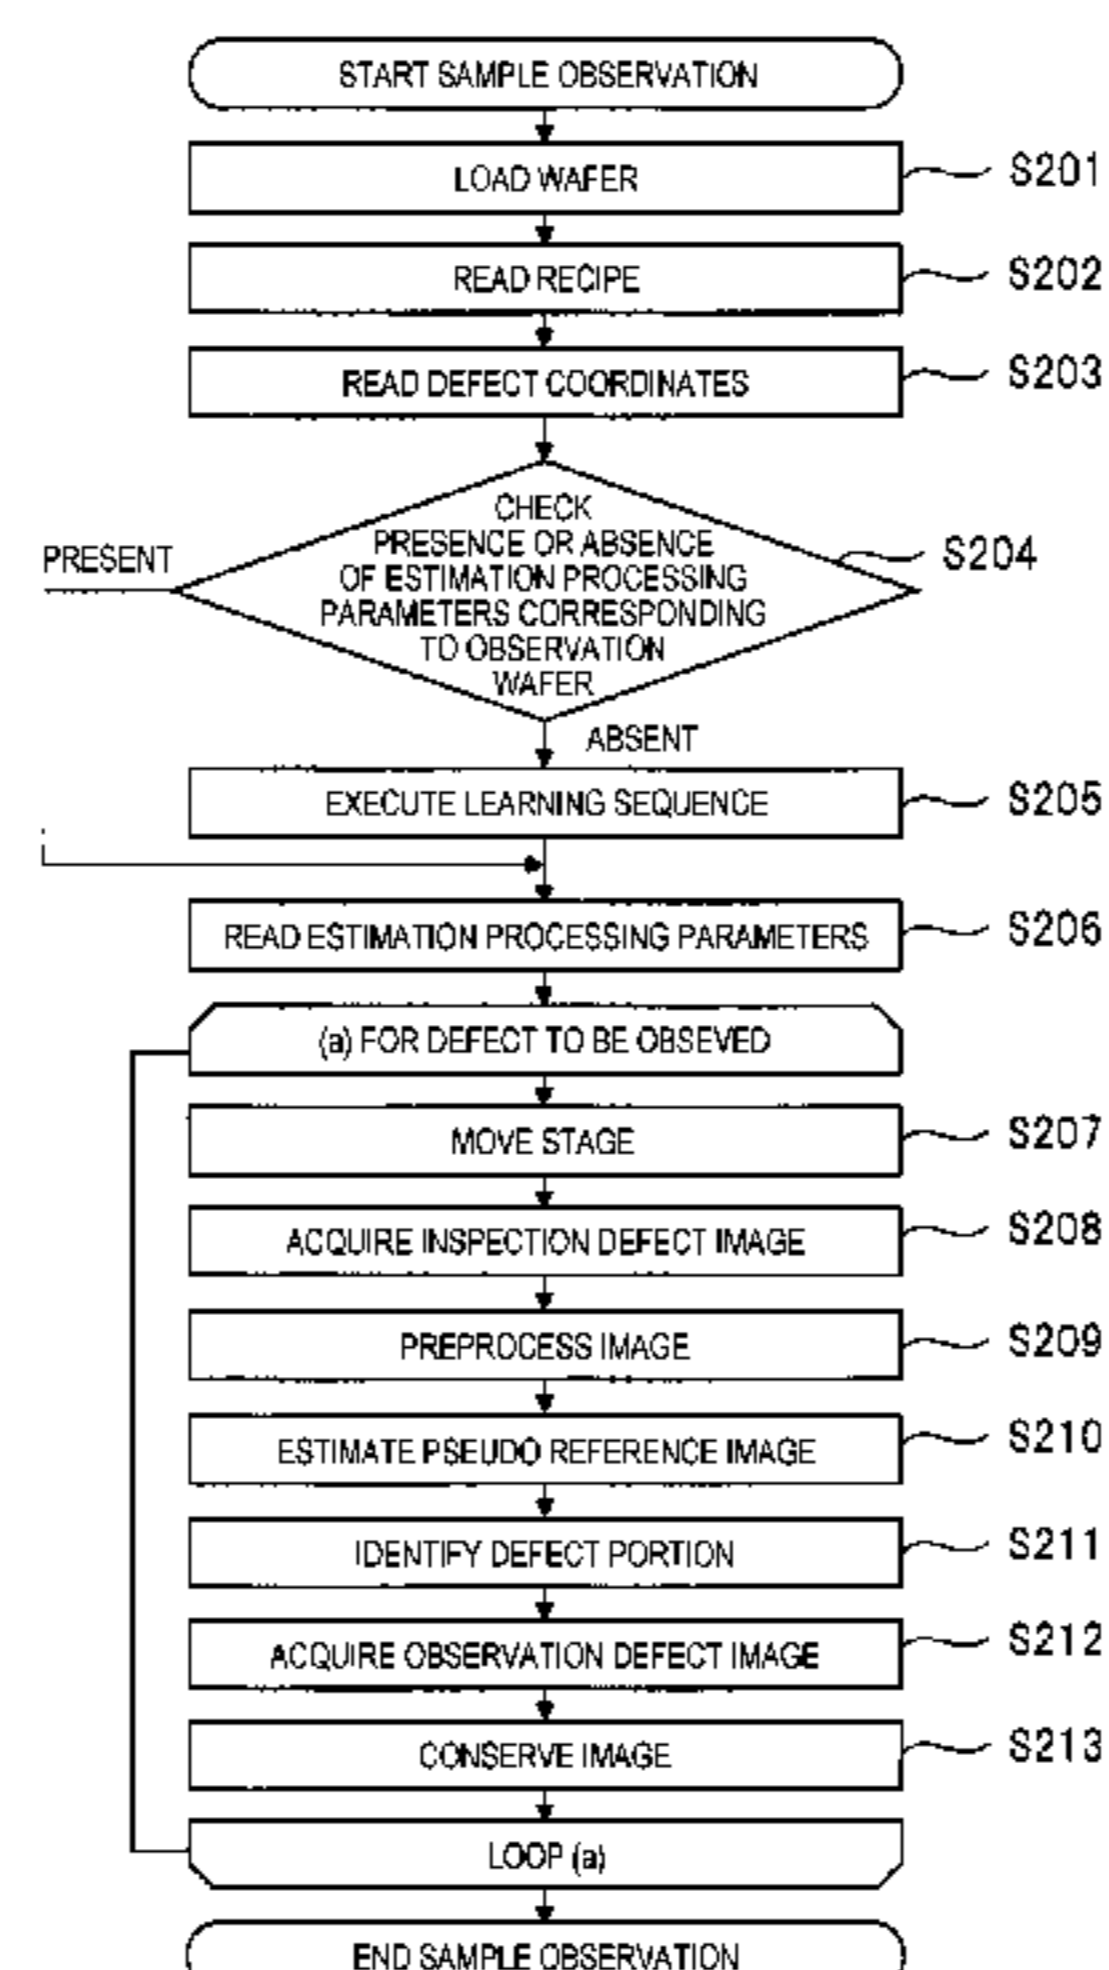 START SAMPLE OBSERVATION
LOAD WAFER
S201
READ RECIPE
S202
READ DEFECT COORDINATES
S203
CHECK
PRESENCE OR ABSENCE
OF ESTIMATION PROCESSING
PARAMETERS CORRESPONDING
TO OBSERVATION
WAFER
S204
PRESENT
ABSENT
EXECUTE LEARNING SEQUENCE
S205
READ ESTIMATION PROCESSING PARAMETERS
S206
(a) FOR DEFECT TO BE OBSEVED
MOVE STAGE
S207
ACQUIRE INSPECTION DEFECT IMAGE
S208
PREPROCESS IMAGE
S209
ESTIMATE PSEUDO REFERENCE IMAGE
S210
IDENTIFY DEFECT PORTION
S211
ACQUIRE OBSERVATION DEFECT IMAGE
S212
CONSERVE IMAGE
S213
LOOP (a)
END SAMPLE OBSERVATION